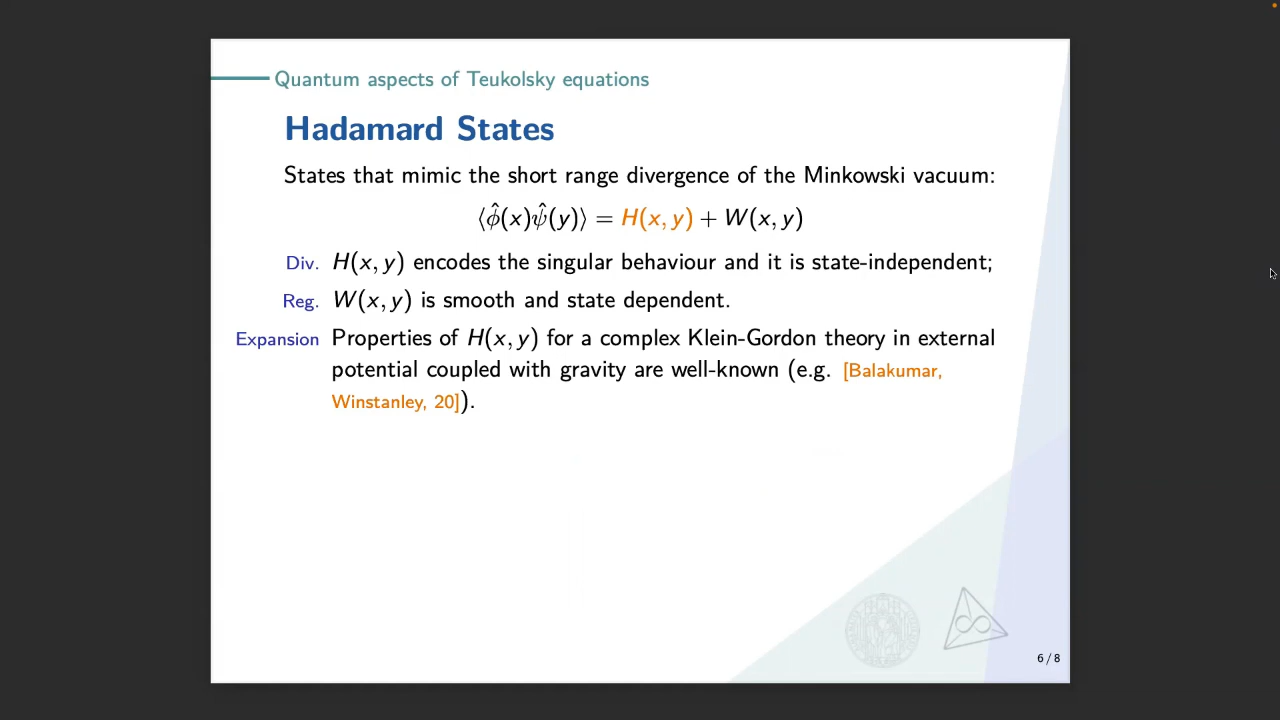 Quantum aspects of Teukolsky equations
Hadamard States
States that mimic the short range divergence of the Minkowski vacuum:
⟨ϕ̂(x)ψ̂(y)⟩ = H(x, y) + W(x, y)
Div. H(x, y) encodes the singular behaviour and it is state-independent;
Reg. W(x, y) is smooth and state dependent.
Expansion Properties of H(x, y) for a complex Klein-Gordon theory in external
potential coupled with gravity are well-known (e.g. [Balakumar,
Winstanley, 20]).
6 / 8